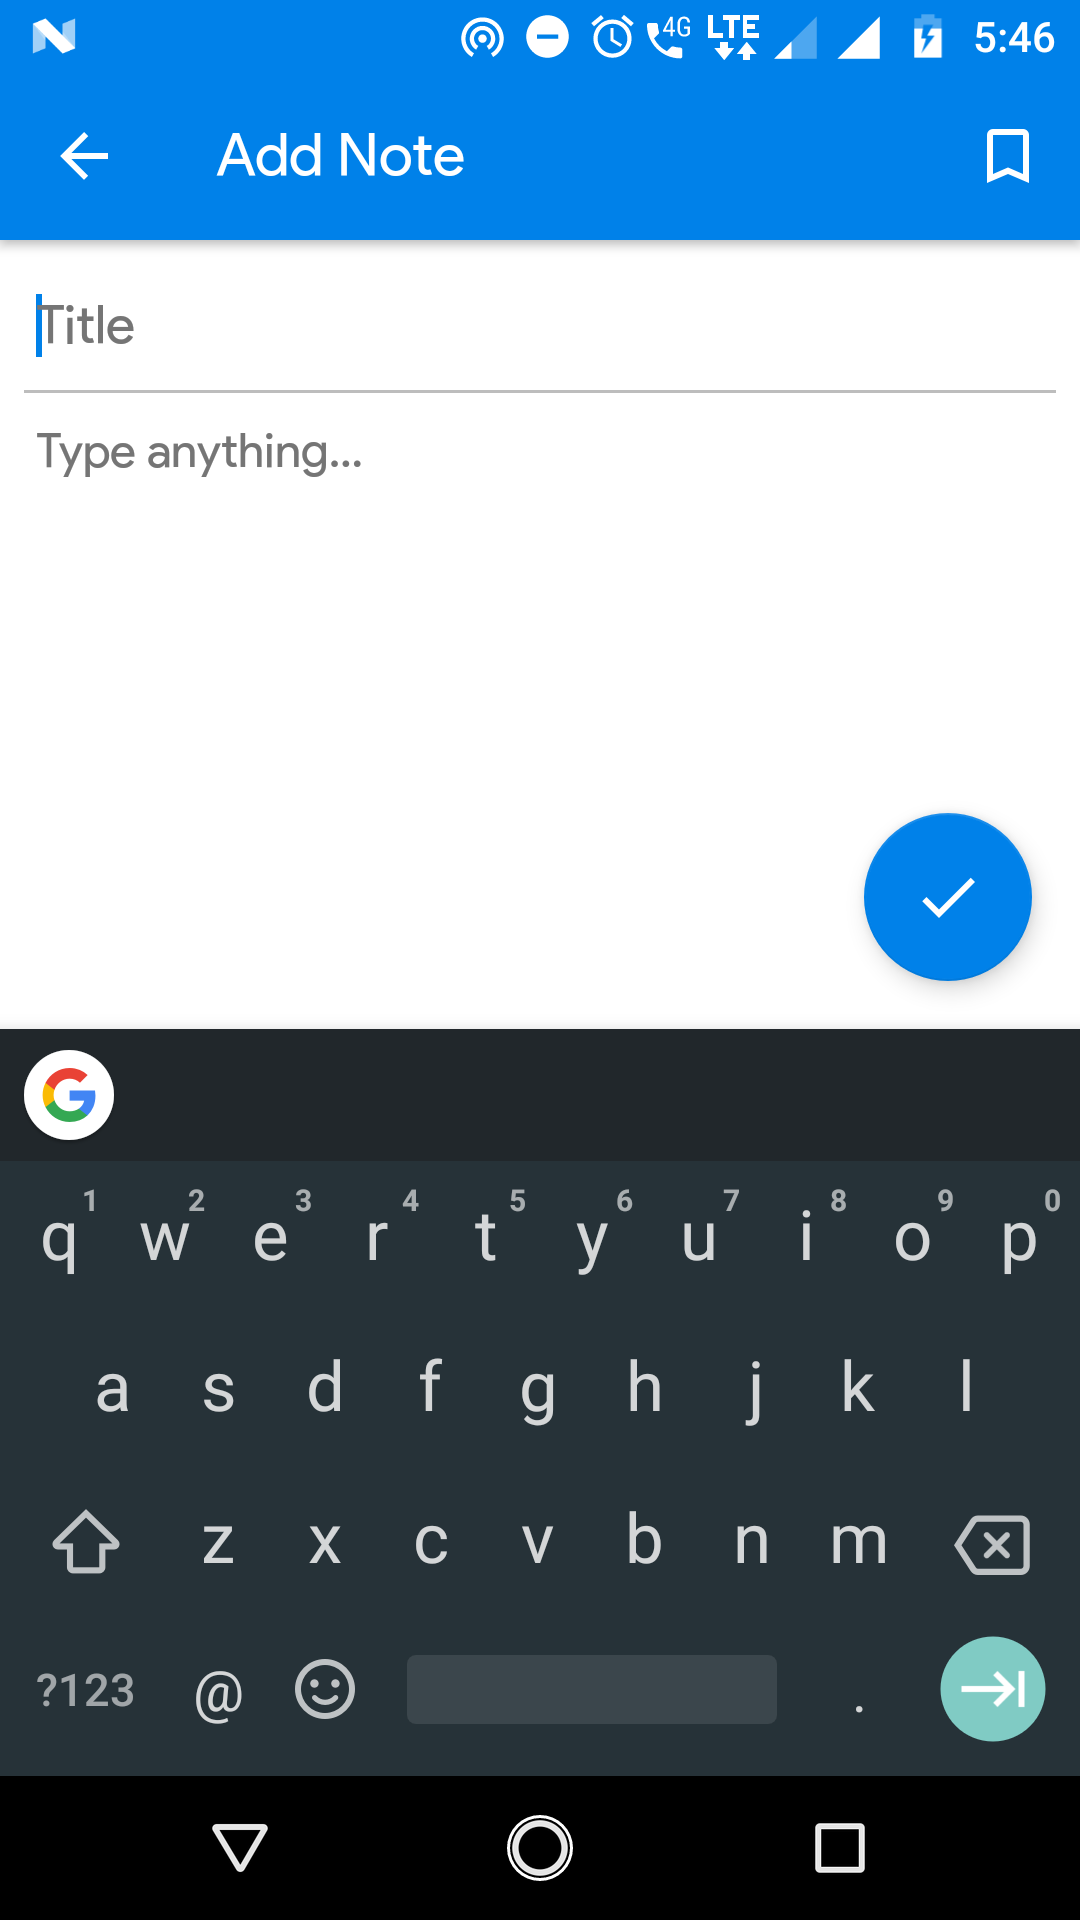 4G LTE 5:46
Add Note
Title
Type anything...
1 2 3 4 5 6 7 8 9 0
q w e r t y u i o p
a s d f g h j k l
z x c v b n m
?123 @ .